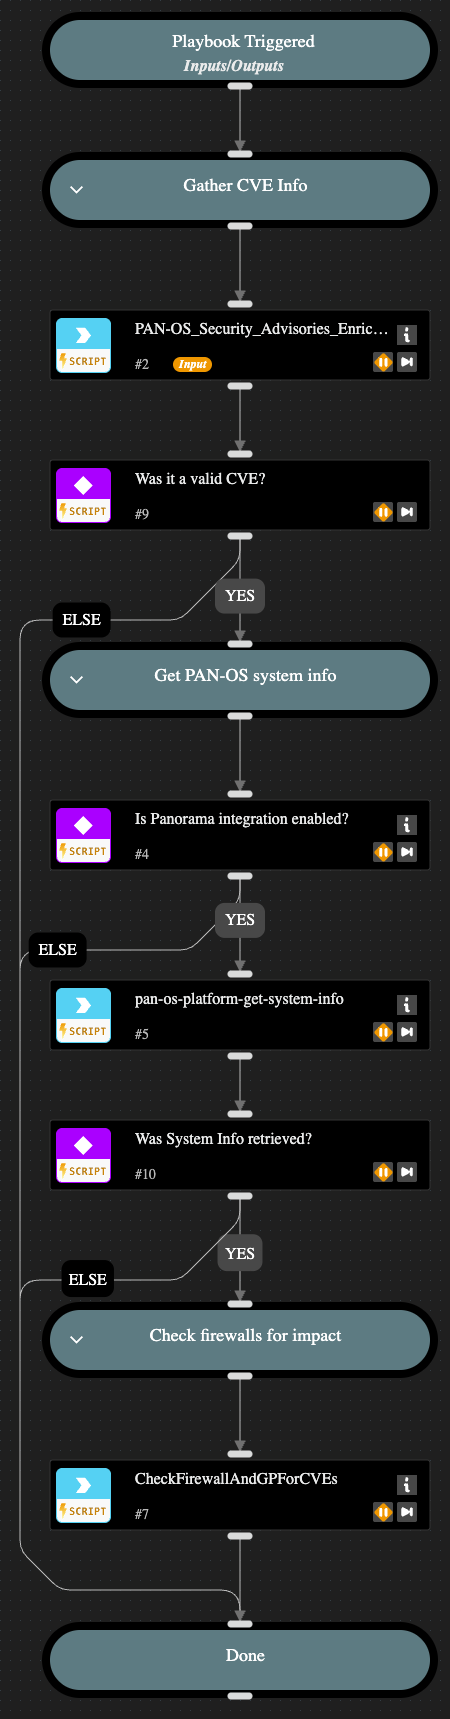 Playbook Triggered
Inputs/Outputs
Gather CVE Info
PAN-OS_Security_Advisories_Enric...
SCRIPT
#2
Input
Was it a valid CVE?
SCRIPT
#9
YES
ELSE
Get PAN-OS system info
Is Panorama integration enabled?
SCRIPT
#4
YES
ELSE
pan-os-platform-get-system-info
SCRIPT
#5
Was System Info retrieved?
SCRIPT
#10
YES
ELSE
Check firewalls for impact
CheckFirewallAndGPForCVEs
SCRIPT
#7
Done